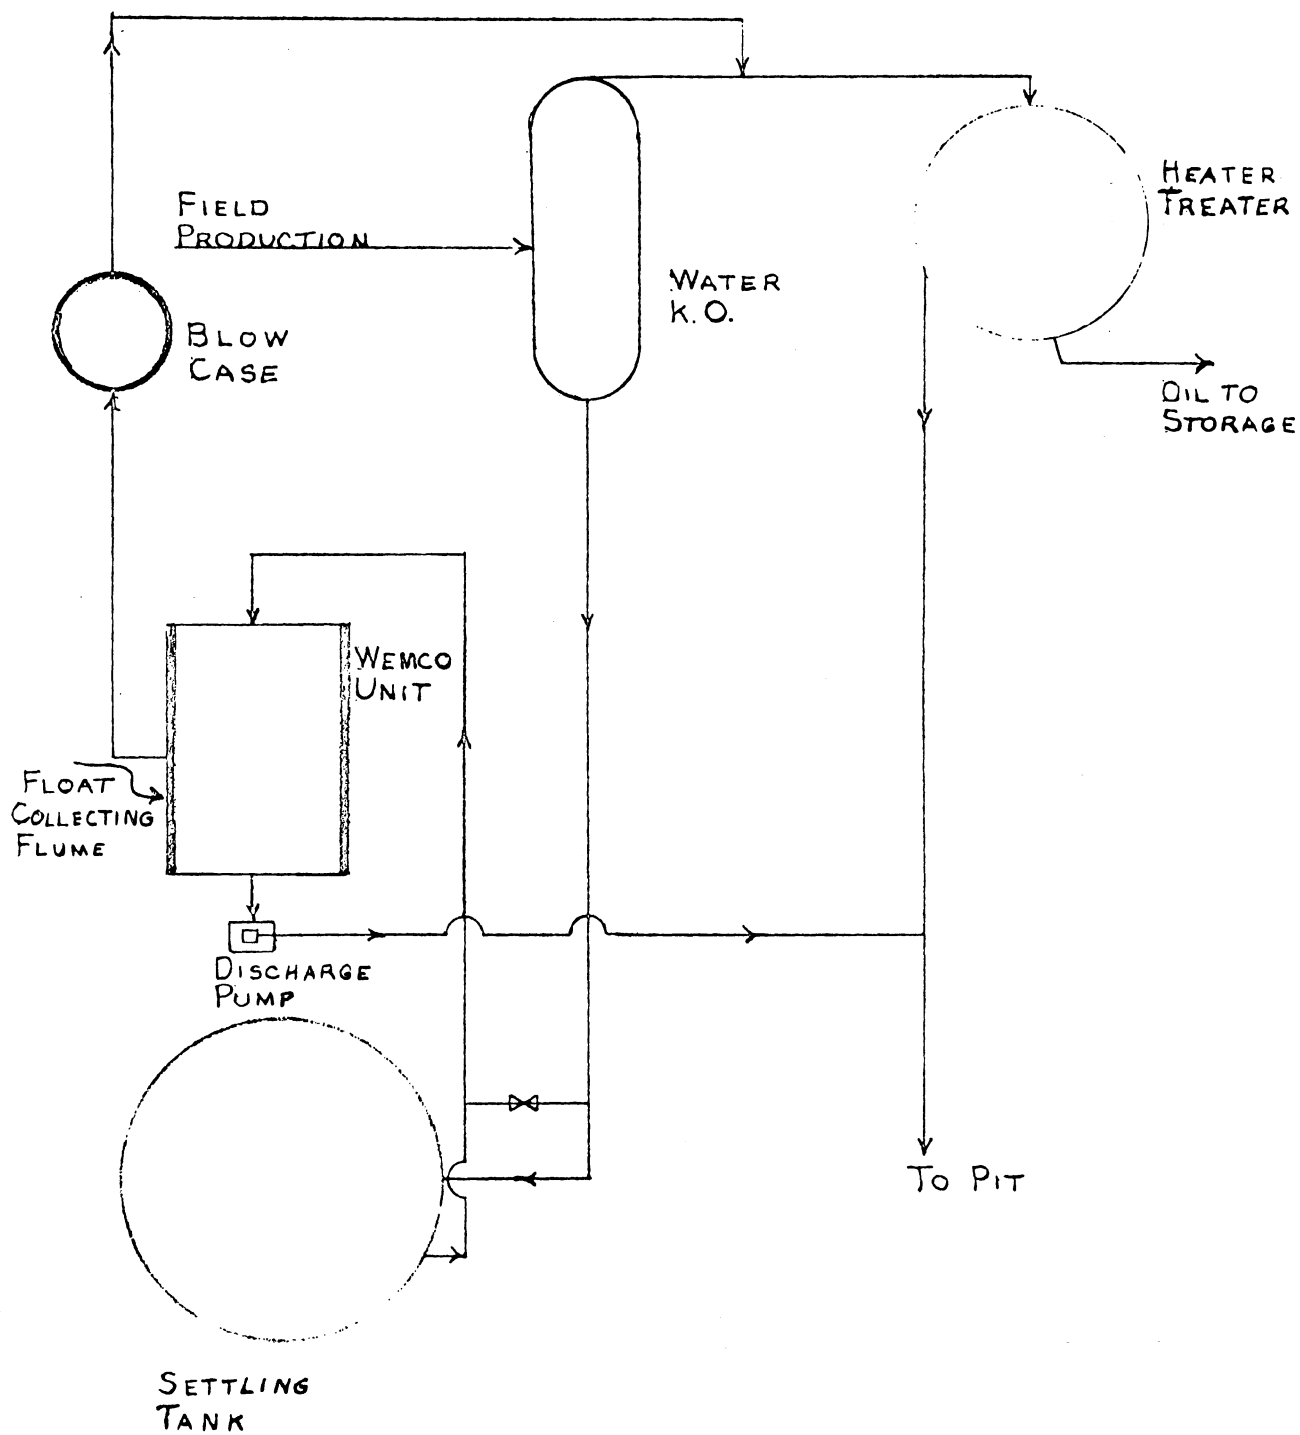 HEATER
TREATER
FIELD
PRODUCTION
WATER
K.O.
BLOW
CASE
OIL TO
STORAGE
WEMCO
UNIT
FLOAT
COLLECTING
FLUME
DISCHARGE
PUMP
TO PIT
SETTLING
TANK